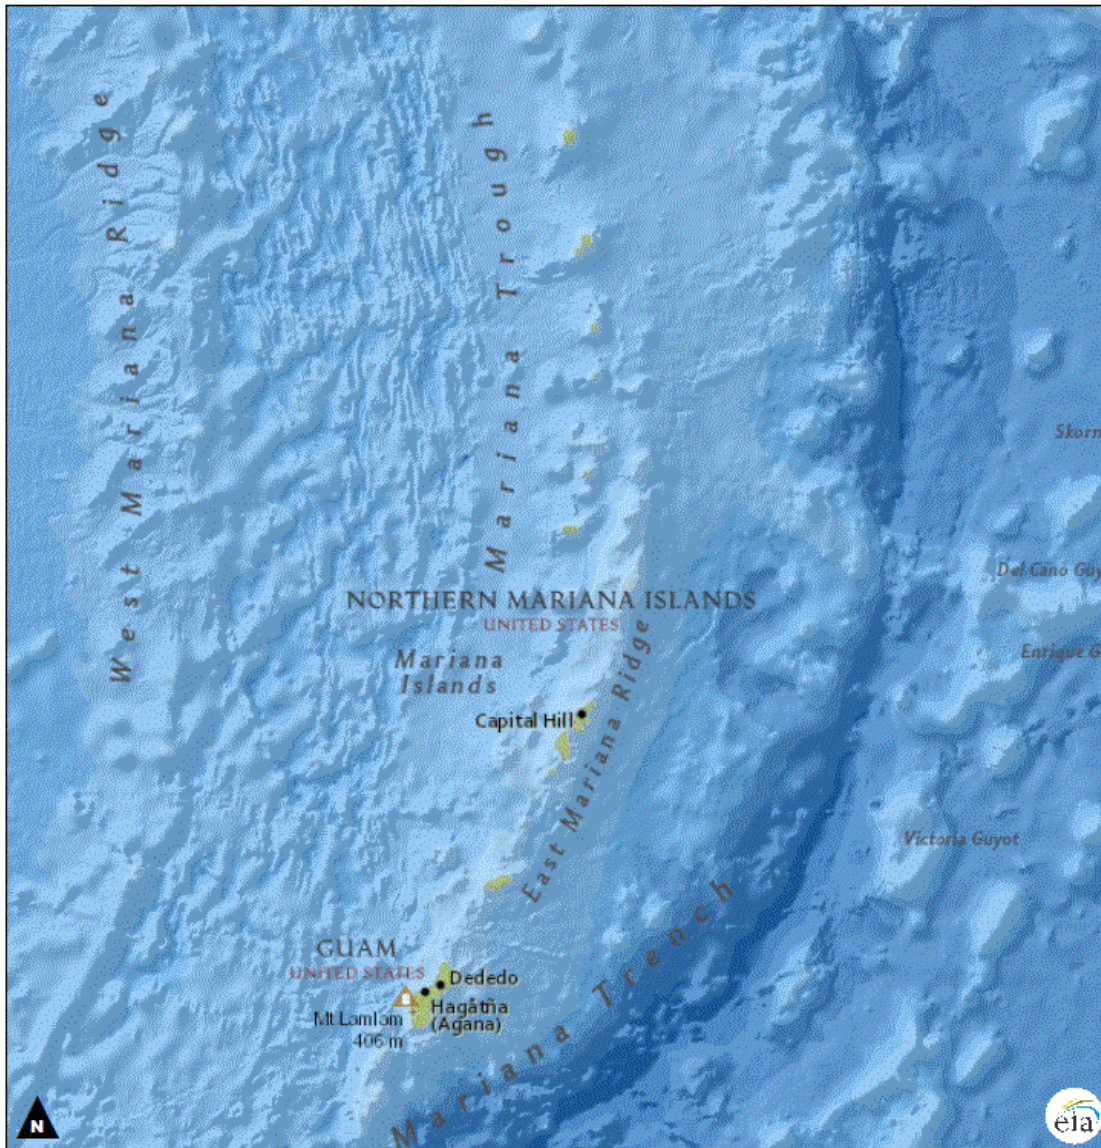 West Mariana Ridge
Mariana Trough
Skorn
Del Cano Guy
NORTHERN MARIANA ISLANDS
UNITED STATES
Enrique G
Mariana
Islands
East Mariana Ridge
Capital Hill
Victoria Guyot
Mariana Trench
GUAM
UNITED STATES
Dededo
Hagåtña
(Agana)
Mt Lamlam
406 m
N
eia